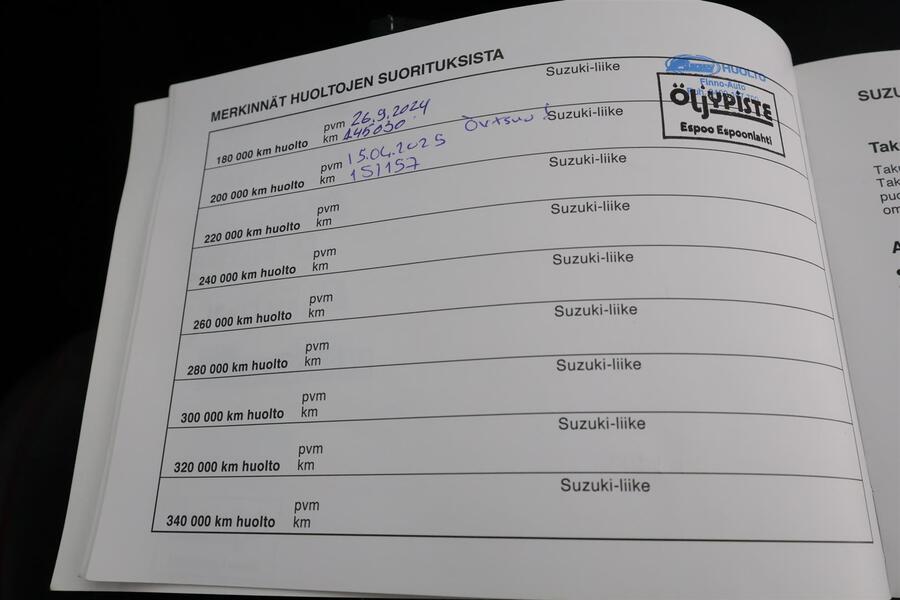 MERKINNÄT HUOLTOJEN SUORITUKSISTA
180 000 km huolto pvm 26.9.2024 Suzuki-liike
km 145030
HUOLTO
Finno-Auto
200 000 km huolto pvm 15.04.2025 Suzuki-liike
km 151157
ÖLJYPISTE
Espoo Espoonlahti
220 000 km huolto pvm Suzuki-liike
km
240 000 km huolto pvm Suzuki-liike
km
260 000 km huolto pvm Suzuki-liike
km
280 000 km huolto pvm Suzuki-liike
km
300 000 km huolto pvm Suzuki-liike
km
320 000 km huolto pvm Suzuki-liike
km
340 000 km huolto pvm Suzuki-liike
km